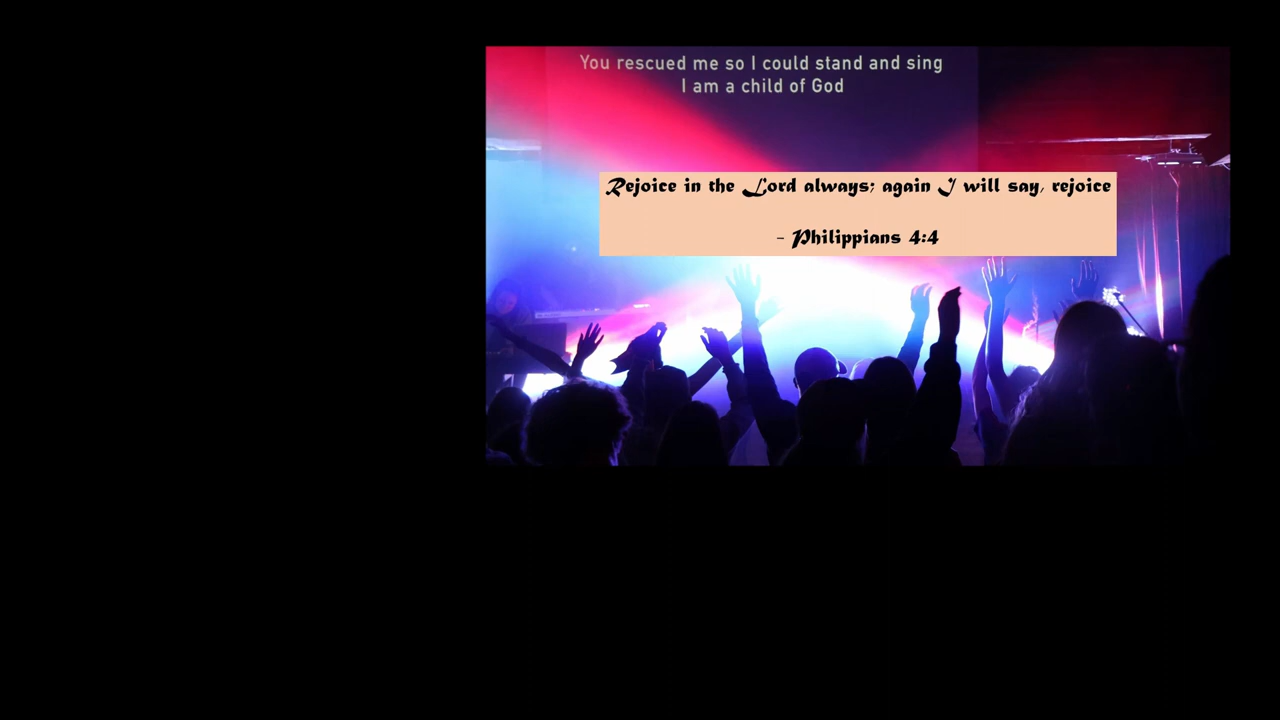 You rescued me so I could stand and sing
I am a child of God
Rejoice in the Lord always; again I will say, rejoice
- Philippians 4:4